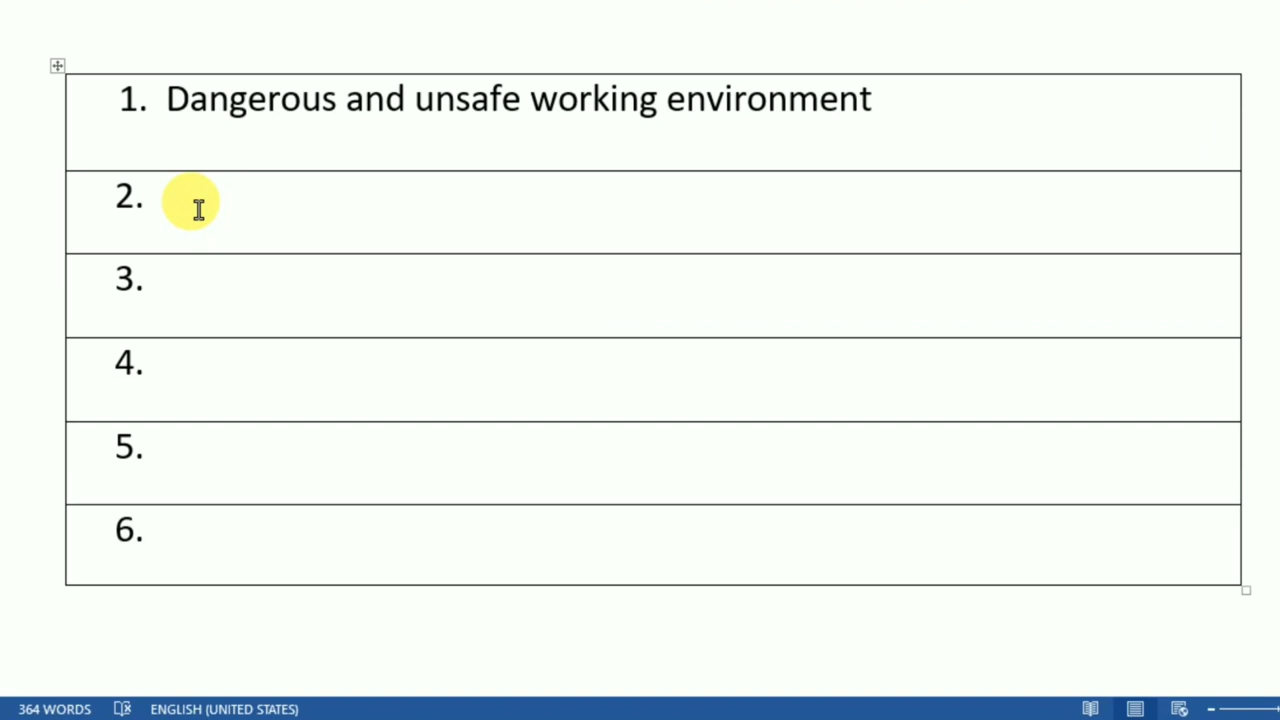 1. Dangerous and unsafe working environment
2.
3.
4.
5.
6.
364 WORDS ENGLISH (UNITED STATES)